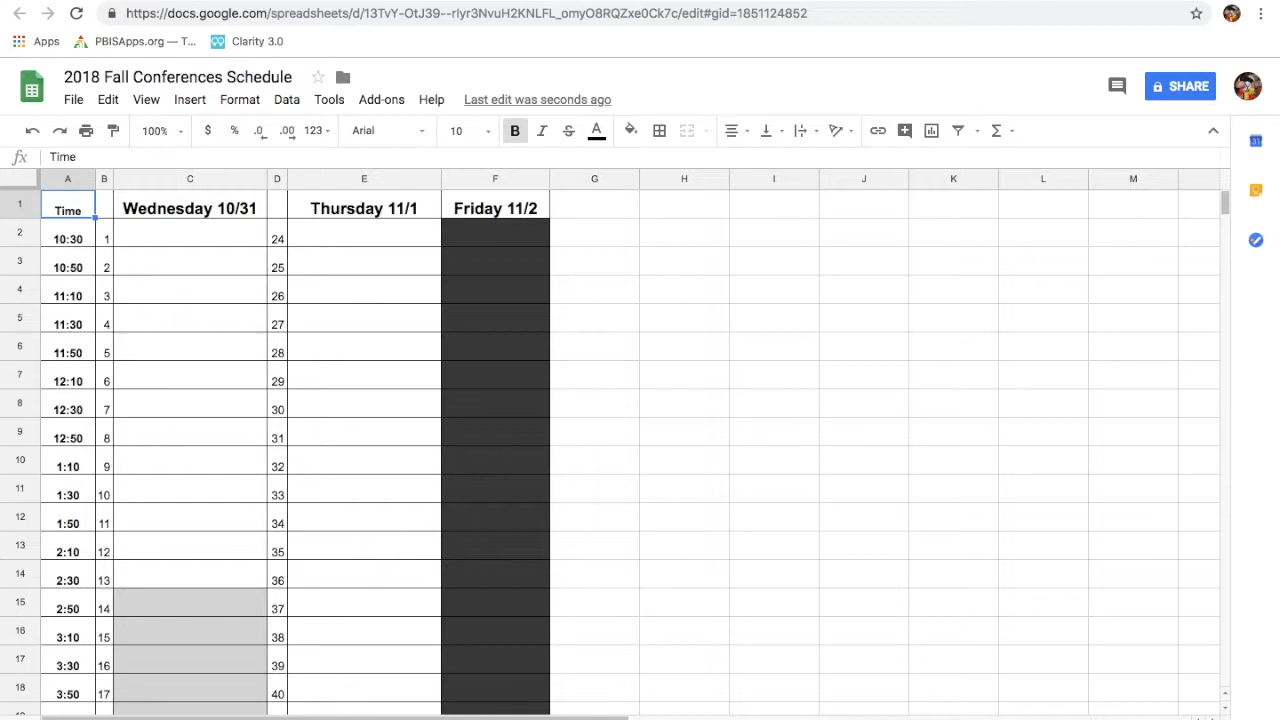 https://docs.google.com/spreadsheets/d/13TvY-OtJ39--rIyr3NvuH2KNLFL_omyO8RQZxe0Ck7c/edit#gid=1851124852
Apps PBISApps.org — T... Clarity 3.0
2018 Fall Conferences Schedule
SHARE
File Edit View Insert Format Data Tools Add-ons Help Last edit was seconds ago
100% $ % .0 .00 123 Arial 10 B I S A
fx Time
A B C D E F G H I J K L M
1 Time Wednesday 10/31 Thursday 11/1 Friday 11/2
2 10:30 1 24
3 10:50 2 25
4 11:10 3 26
5 11:30 4 27
6 11:50 5 28
7 12:10 6 29
8 12:30 7 30
9 12:50 8 31
10 1:10 9 32
11 1:30 10 33
12 1:50 11 34
13 2:10 12 35
14 2:30 13 36
15 2:50 14 37
16 3:10 15 38
17 3:30 16 39
18 3:50 17 40